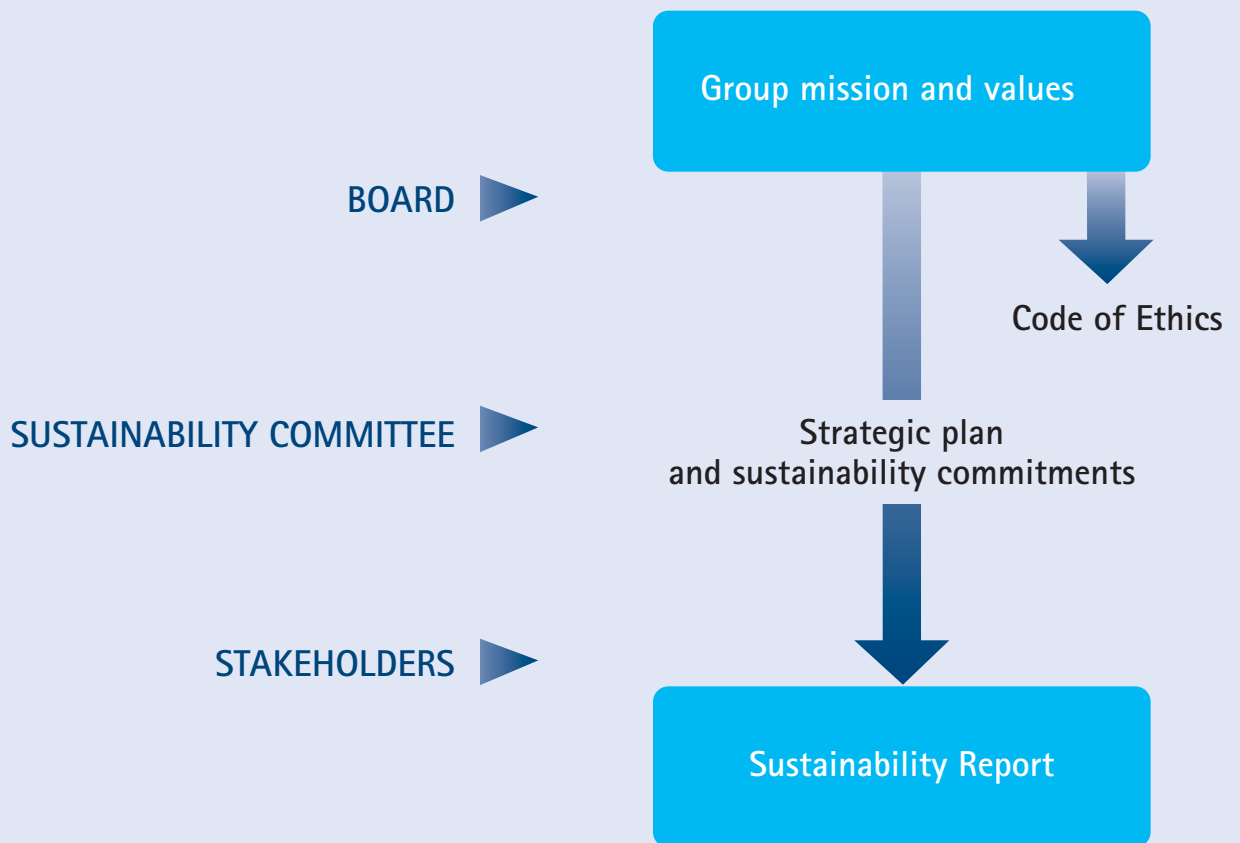 Group mission and values
BOARD
Code of Ethics
SUSTAINABILITY COMMITTEE
Strategic plan
and sustainability commitments
STAKEHOLDERS
Sustainability Report